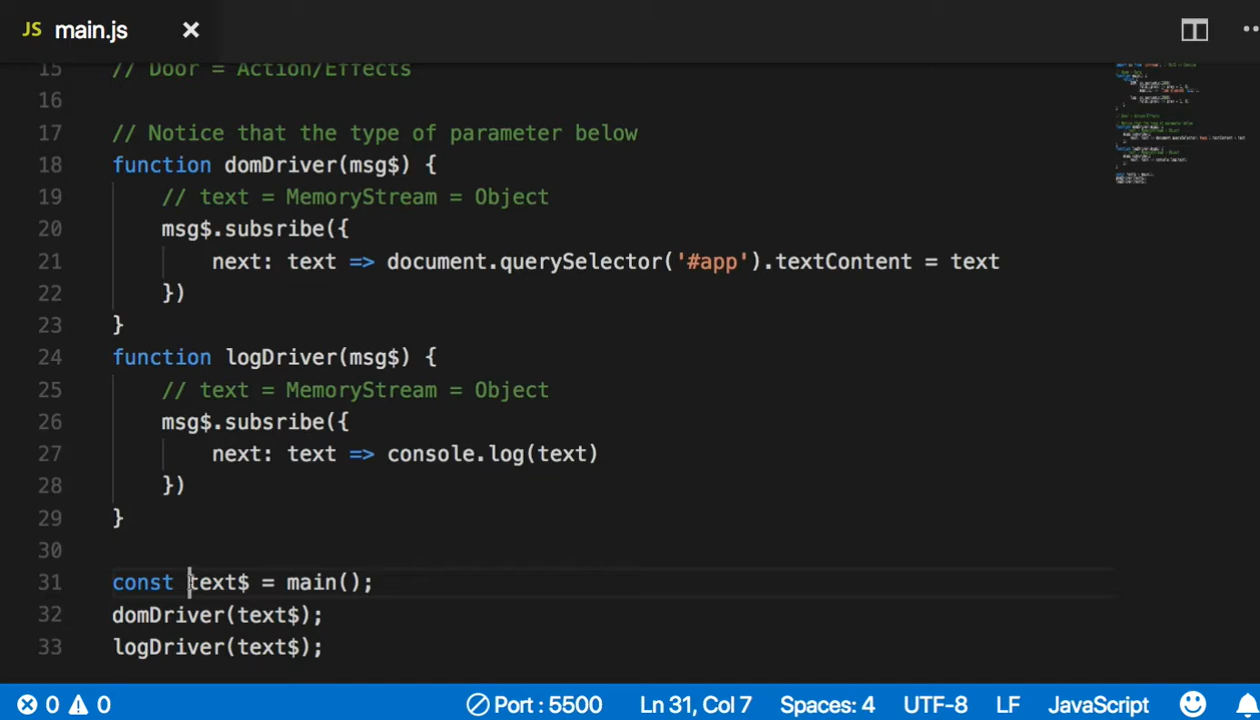 JS main.js
15 // Door = Action/Effects
16
17 // Notice that the type of parameter below
18 function domDriver(msg$) {
19 // text = MemoryStream = Object
20 msg$.subsribe({
21 next: text => document.querySelector('#app').textContent = text
22 })
23 }
24 function logDriver(msg$) {
25 // text = MemoryStream = Object
26 msg$.subsribe({
27 next: text => console.log(text)
28 })
29 }
30
31 const text$ = main();
32 domDriver(text$);
33 logDriver(text$);
0 0 Port : 5500 Ln 31, Col 7 Spaces: 4 UTF-8 LF JavaScript